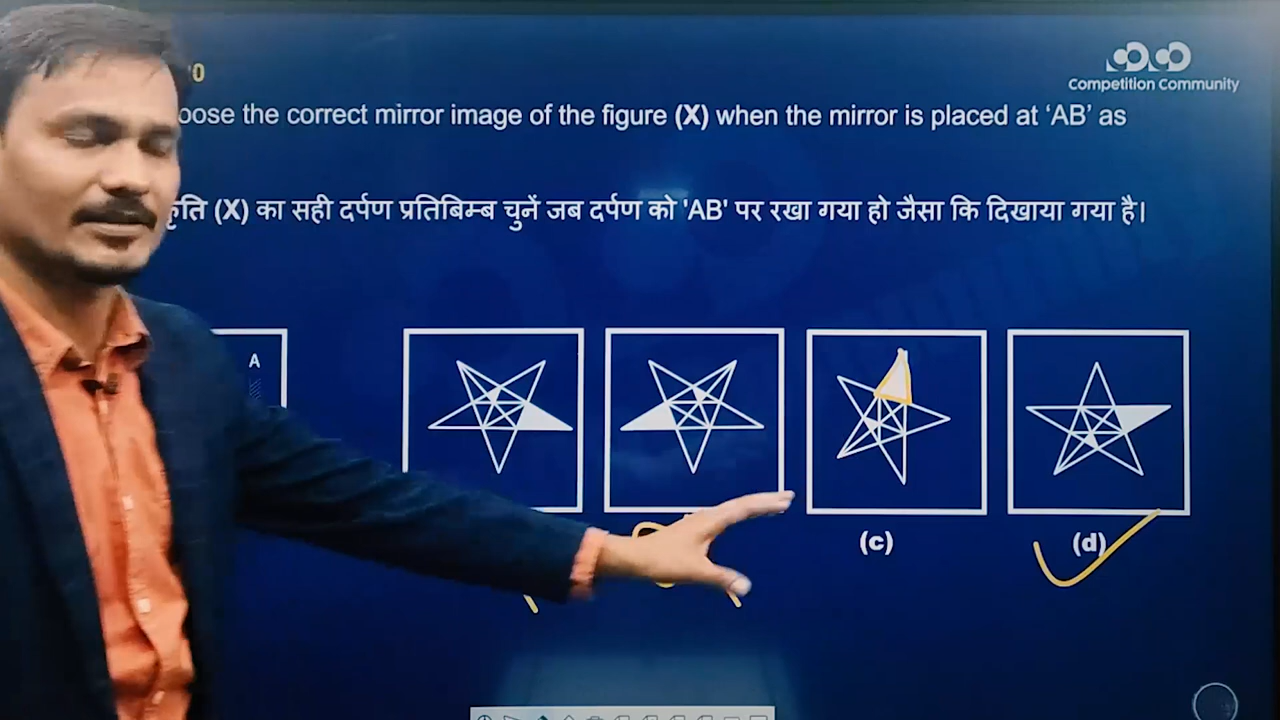 Competition Community
oose the correct mirror image of the figure (X) when the mirror is placed at ‘AB’ as
(X) का सही दर्पण प्रतिबिम्ब चुनें जब दर्पण को 'AB' पर रखा गया हो जैसा कि दिखाया गया है।
A
(c)
(d)